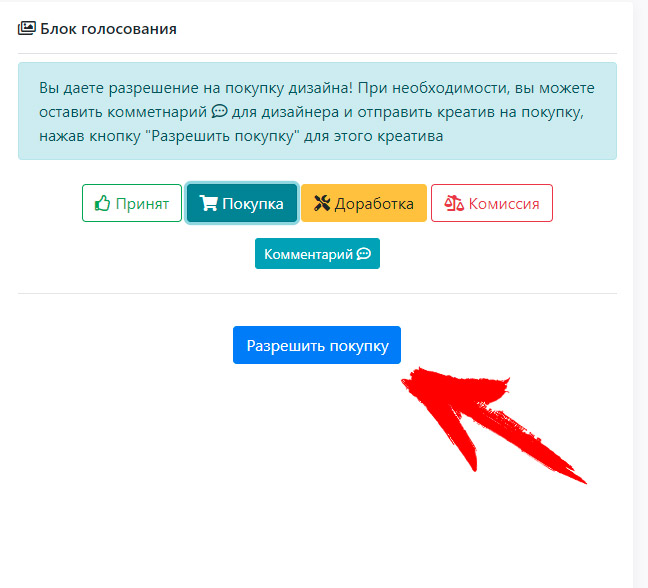 Блок голосования
Вы даете разрешение на покупку дизайна! При необходимости, вы можете
оставить комметнарий для дизайнера и отправить креатив на покупку,
нажав кнопку "Разрешить покупку" для этого креатива
Принят Покупка Доработка Комиссия
Комментарий
Разрешить покупку